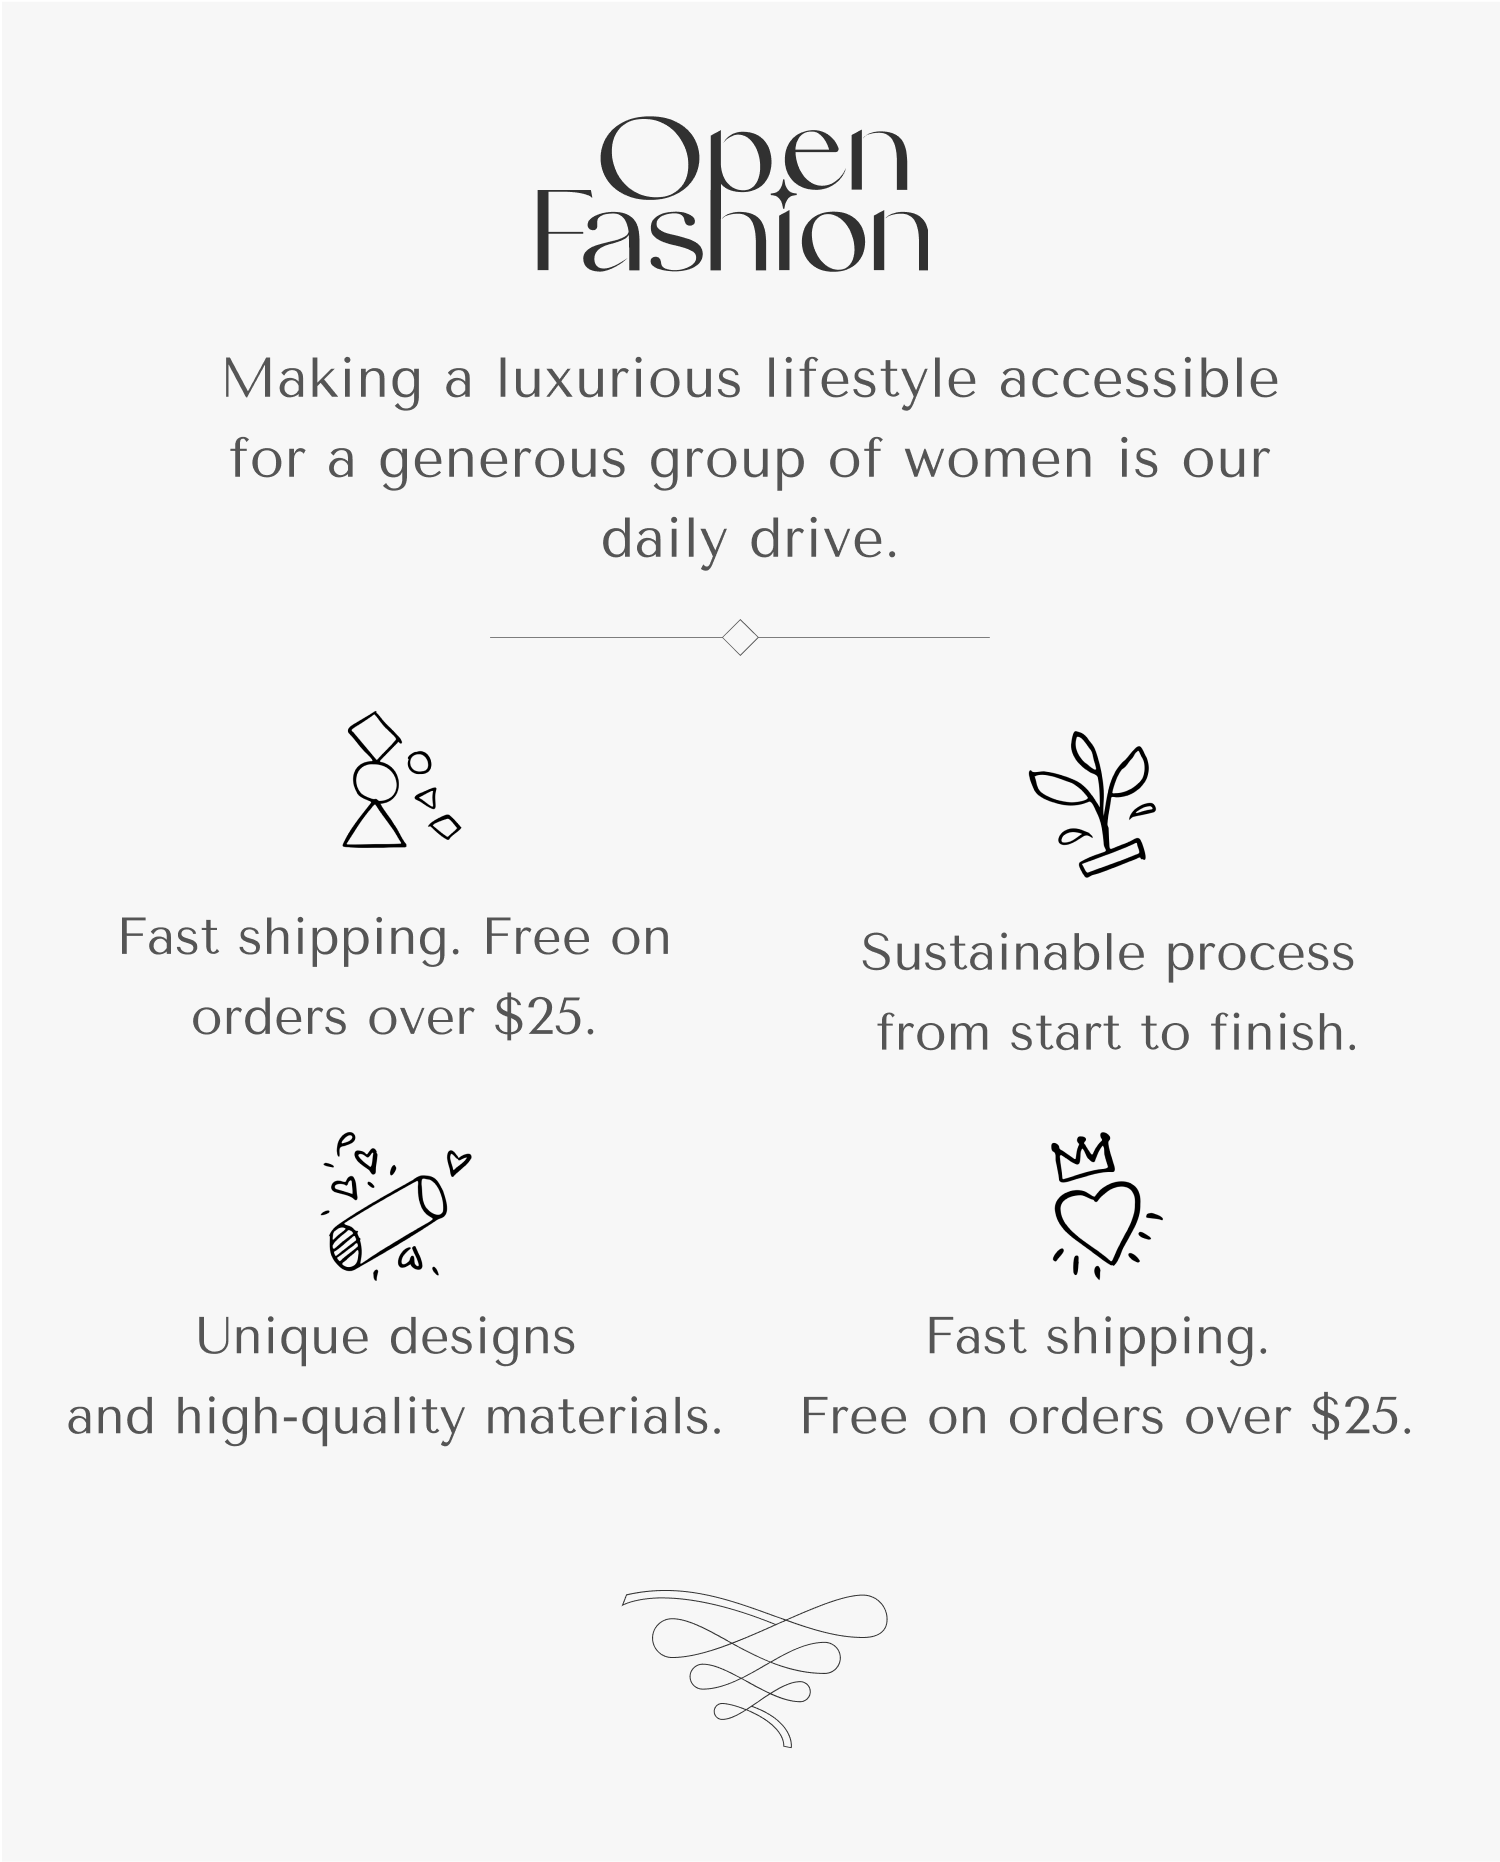 Open
Fashion
Making a luxurious lifestyle accessible
for a generous group of women is our
daily drive.
Fast shipping. Free on
orders over $25.
Sustainable process
from start to finish.
Unique designs
and high-quality materials.
Fast shipping.
Free on orders over $25.